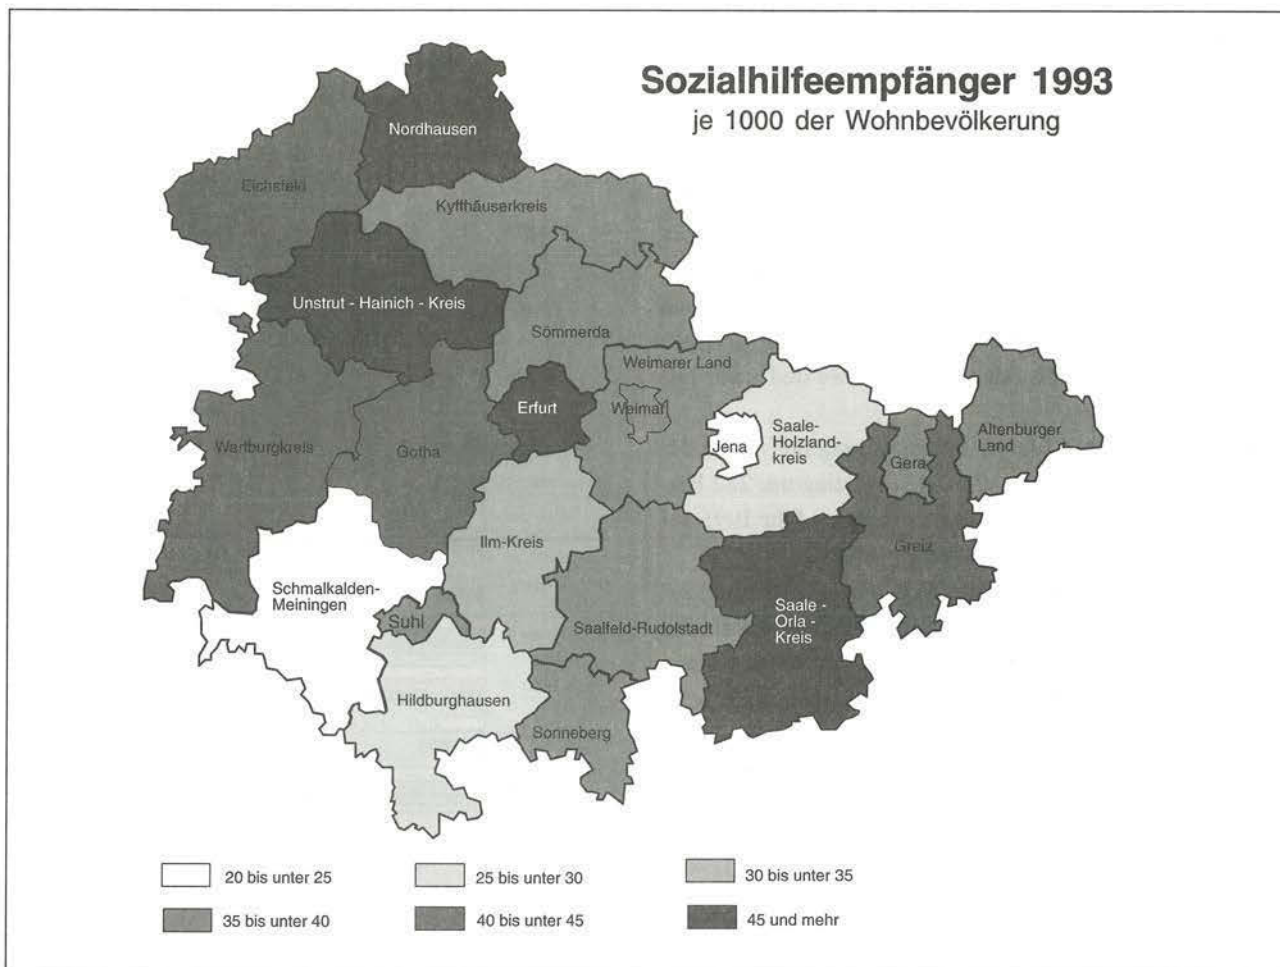 Sozialhilfeempfänger 1993
je 1000 der Wohnbevölkerung
Nordhausen
Eichsfeld
Kyffhäuserkreis
Unstrut - Hainich - Kreis
Sömmerda
Weimarer Land
Erfurt
Weimar
Saale-
Holzland-
kreis
Jena
Altenburger
Land
Wartburgkreis
Gotha
Gera
Ilm-Kreis
Greiz
Schmalkalden-
Meiningen
Suhl
Saalfeld-Rudolstadt
Saale -
Orla -
Kreis
Hildburghausen
Sonneberg
20 bis unter 25
25 bis unter 30
30 bis unter 35
35 bis unter 40
40 bis unter 45
45 und mehr